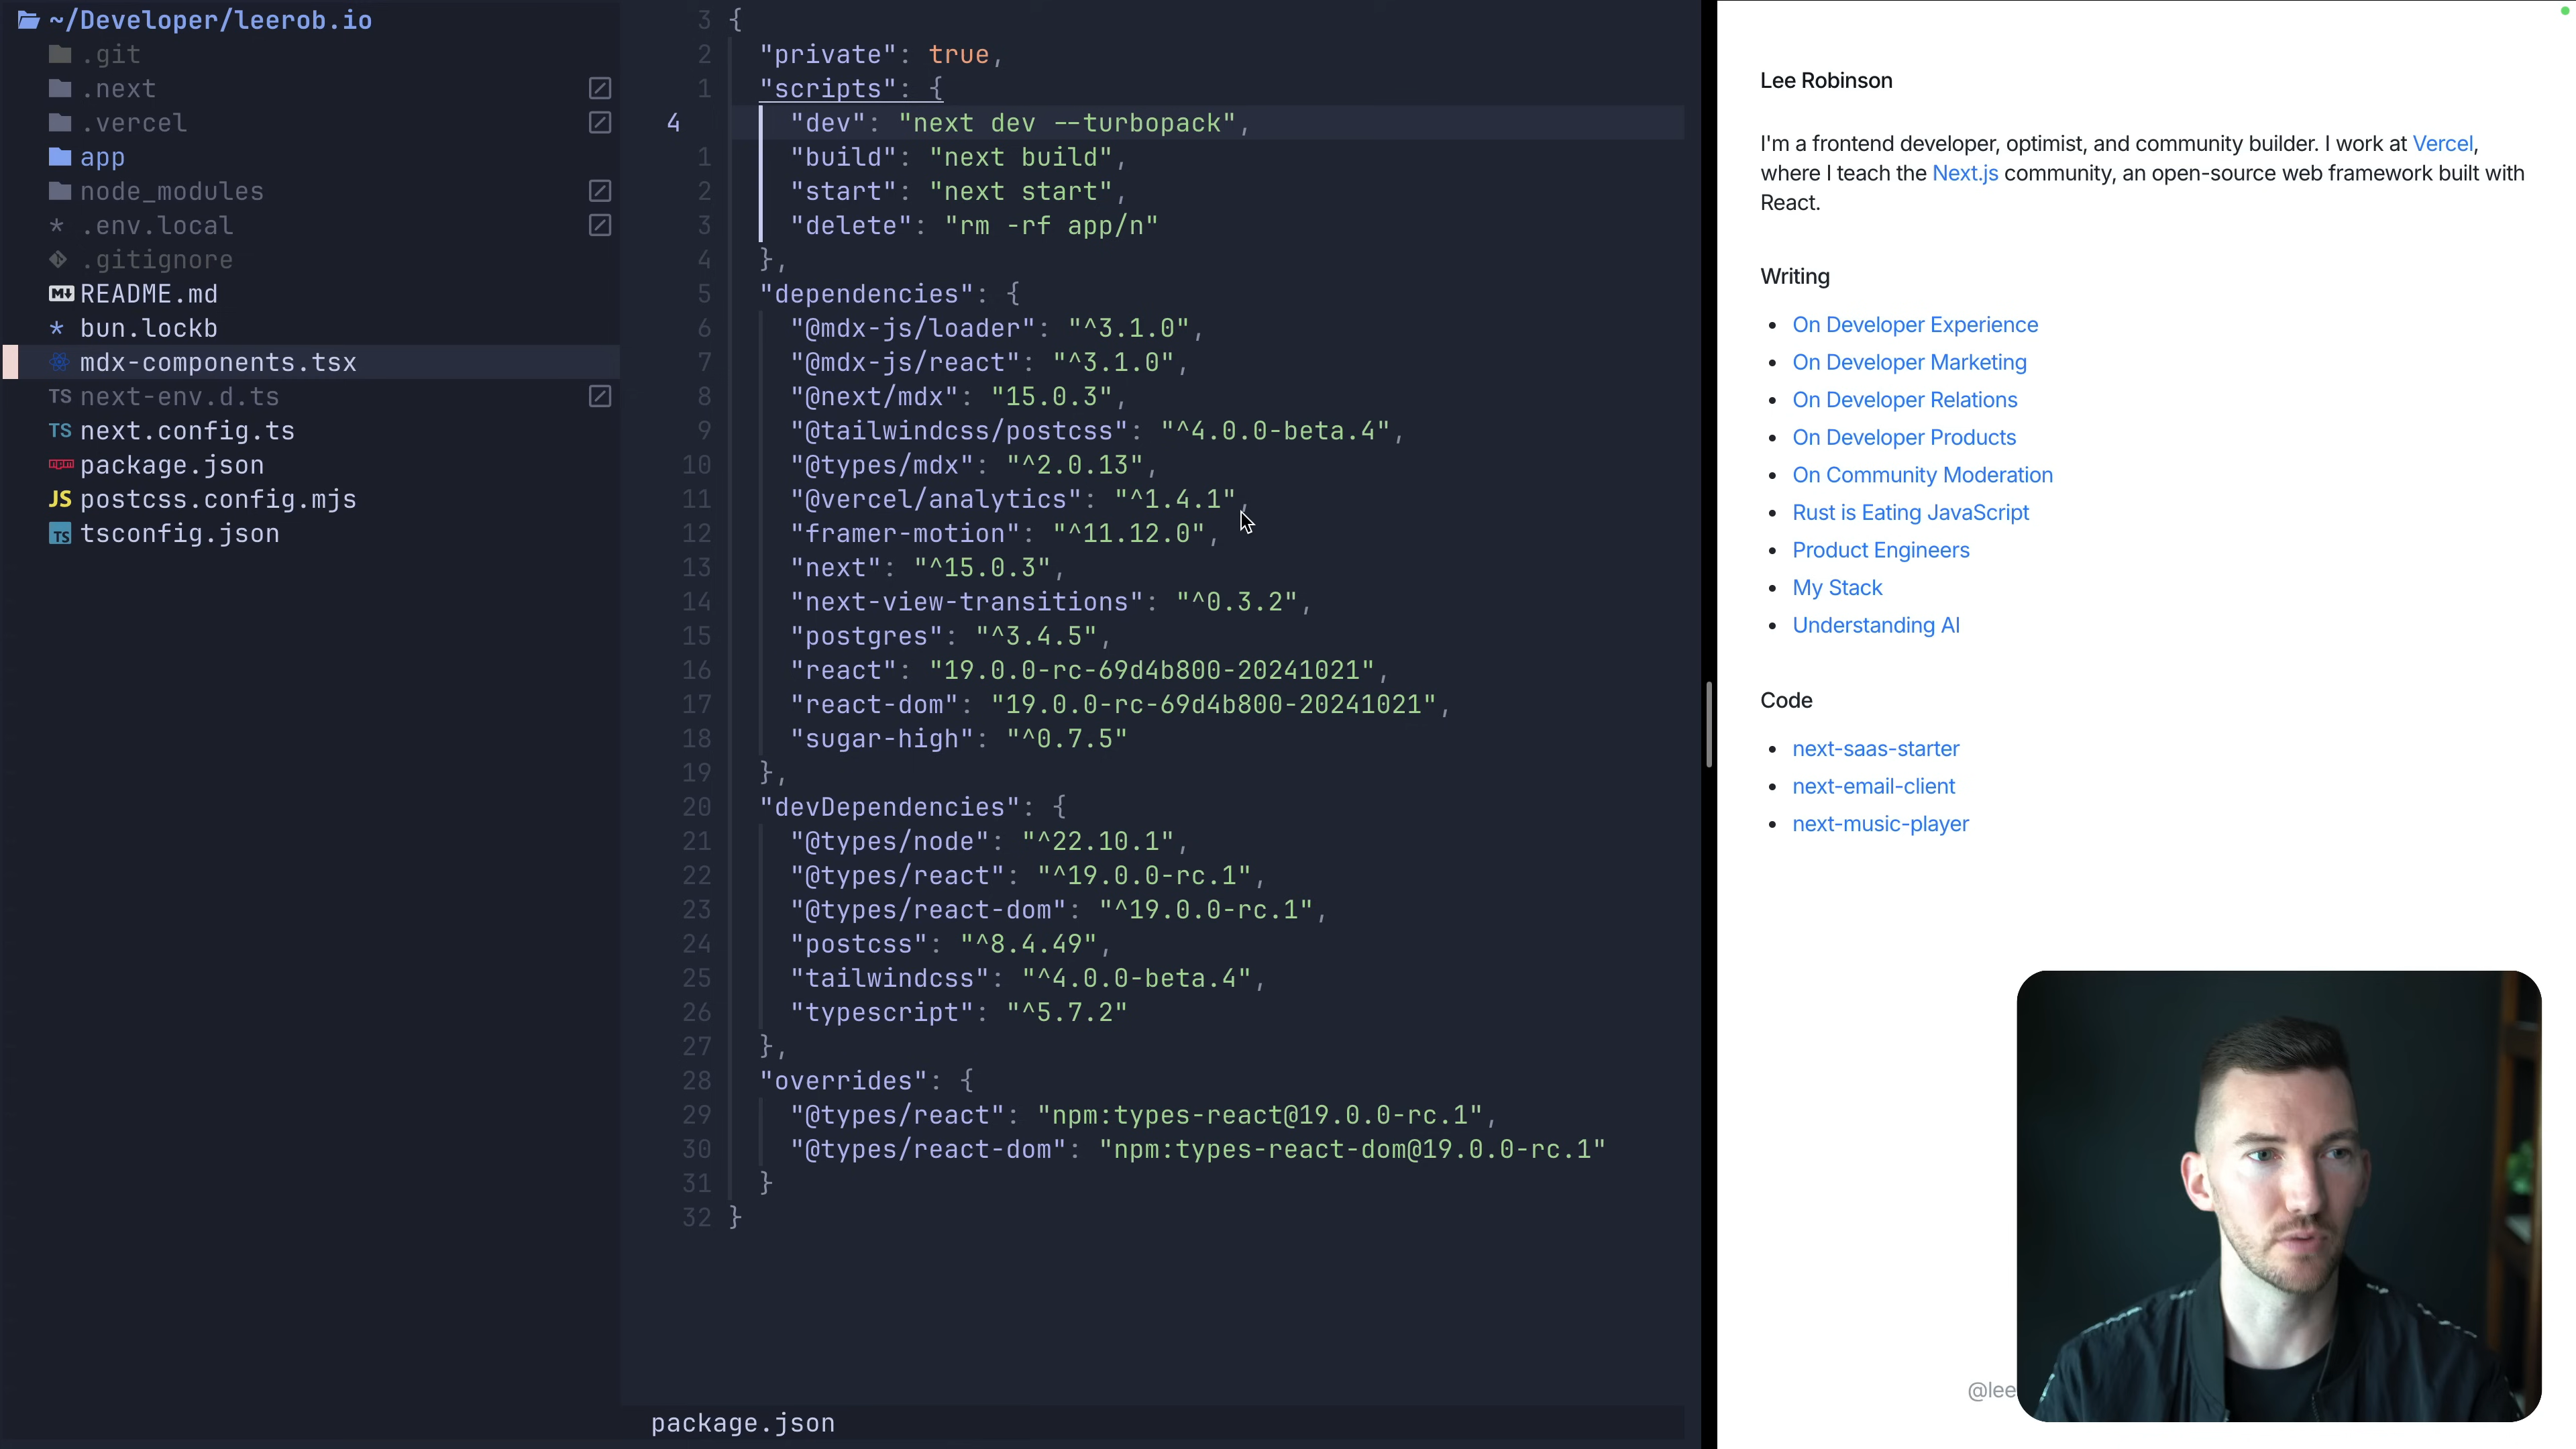 ~/Developer/leerob.io
.git
.next
.vercel
app
node_modules
.env.local
.gitignore
README.md
bun.lockb
mdx-components.tsx
TS next-env.d.ts
TS next.config.ts
package.json
JS postcss.config.mjs
TS tsconfig.json
3 {
2 "private": true,
1 "scripts": {
4 "dev": "next dev --turbopack",
1 "build": "next build",
2 "start": "next start",
3 "delete": "rm -rf app/n"
4 },
5 "dependencies": {
6 "@mdx-js/loader": "^3.1.0",
7 "@mdx-js/react": "^3.1.0",
8 "@next/mdx": "15.0.3",
9 "@tailwindcss/postcss": "^4.0.0-beta.4",
10 "@types/mdx": "^2.0.13",
11 "@vercel/analytics": "^1.4.1",
12 "framer-motion": "^11.12.0",
13 "next": "^15.0.3",
14 "next-view-transitions": "^0.3.2",
15 "postgres": "^3.4.5",
16 "react": "19.0.0-rc-69d4b800-20241021",
17 "react-dom": "19.0.0-rc-69d4b800-20241021",
18 "sugar-high": "^0.7.5"
19 },
20 "devDependencies": {
21 "@types/node": "^22.10.1",
22 "@types/react": "^19.0.0-rc.1",
23 "@types/react-dom": "^19.0.0-rc.1",
24 "postcss": "^8.4.49",
25 "tailwindcss": "^4.0.0-beta.4",
26 "typescript": "^5.7.2"
27 },
28 "overrides": {
29 "@types/react": "npm:types-react@19.0.0-rc.1",
30 "@types/react-dom": "npm:types-react-dom@19.0.0-rc.1"
31 }
32 }
package.json
Lee Robinson
I'm a frontend developer, optimist, and community builder. I work at Vercel,
where I teach the Next.js community, an open-source web framework built with
React.
Writing
• On Developer Experience
• On Developer Marketing
• On Developer Relations
• On Developer Products
• On Community Moderation
• Rust is Eating JavaScript
• Product Engineers
• My Stack
• Understanding AI
Code
• next-saas-starter
• next-email-client
• next-music-player
@lee